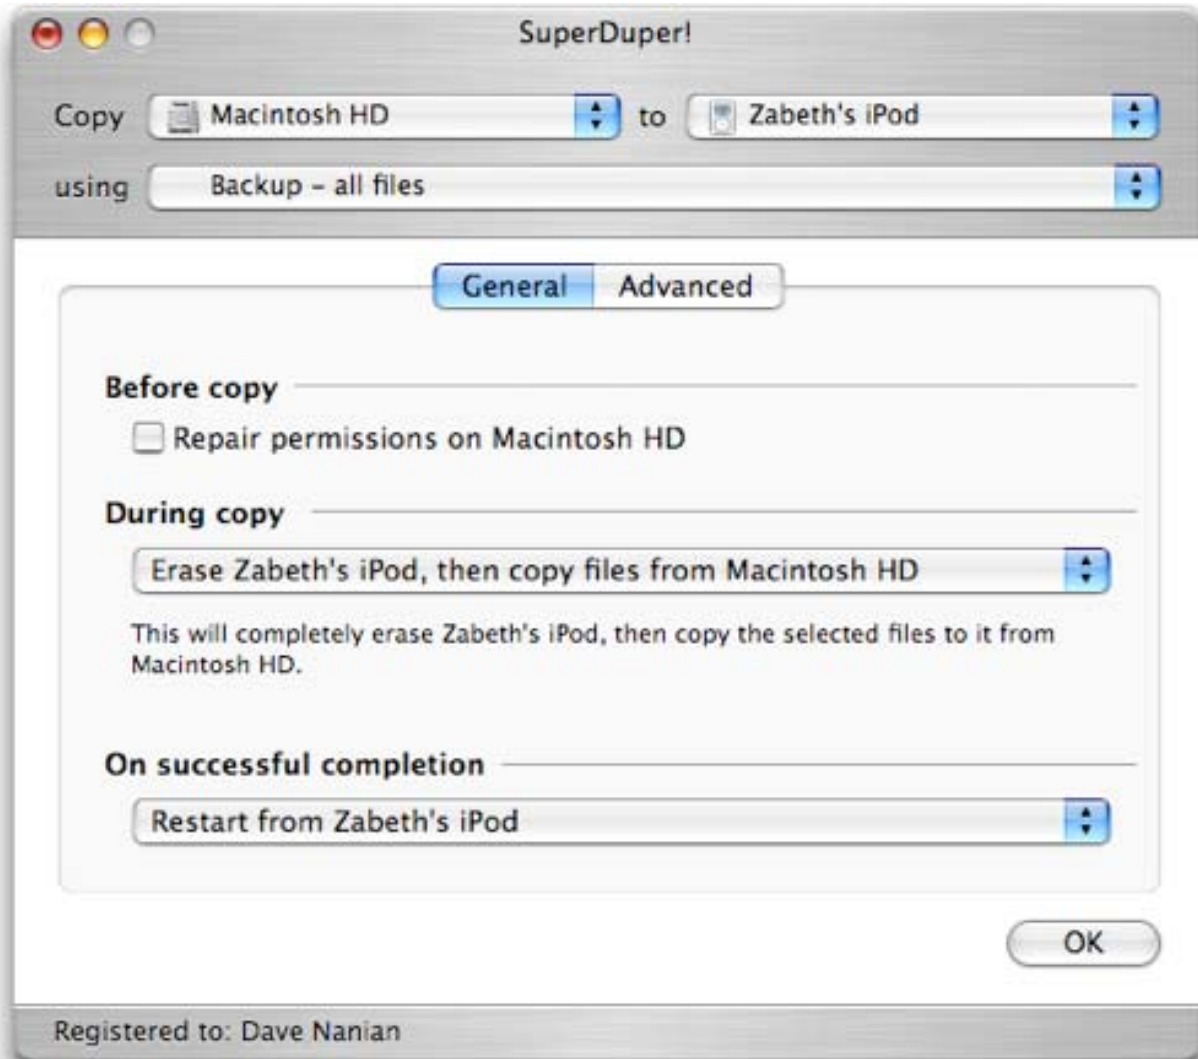 SuperDuper!
Copy Macintosh HD to Zabeth's iPod
using Backup – all files
General Advanced
Before copy
Repair permissions on Macintosh HD
During copy
Erase Zabeth's iPod, then copy files from Macintosh HD
This will completely erase Zabeth's iPod, then copy the selected files to it from
Macintosh HD.
On successful completion
Restart from Zabeth's iPod
OK
Registered to: Dave Nanian